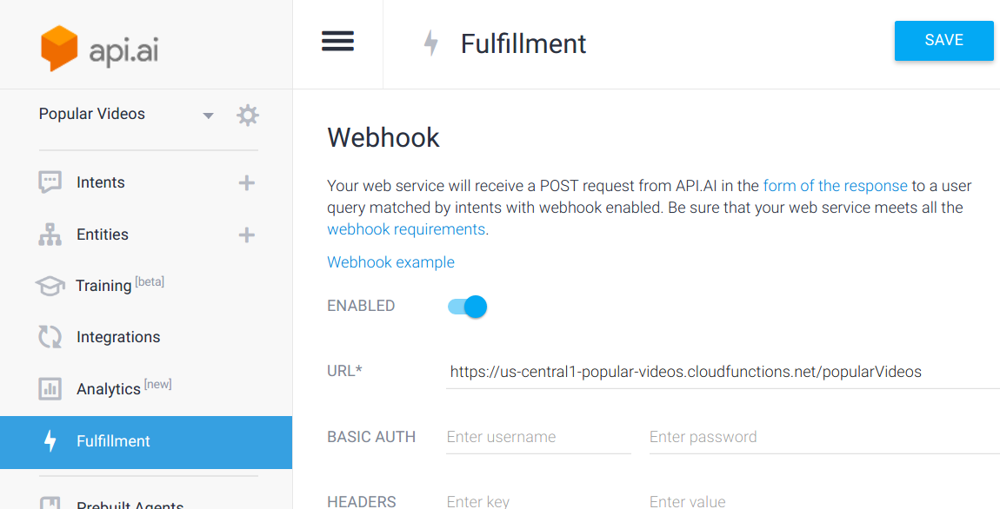 api.ai
Fulfillment
SAVE
Popular Videos
Intents
Entities
Training [beta]
Integrations
Analytics [new]
Fulfillment
Prebuilt Agents
Webhook
Your web service will receive a POST request from API.AI in the form of the response to a user
query matched by intents with webhook enabled. Be sure that your web service meets all the
webhook requirements.
Webhook example
ENABLED
URL* https://us-central1-popular-videos.cloudfunctions.net/popularVideos
BASIC AUTH Enter username Enter password
HEADERS Enter key Enter value